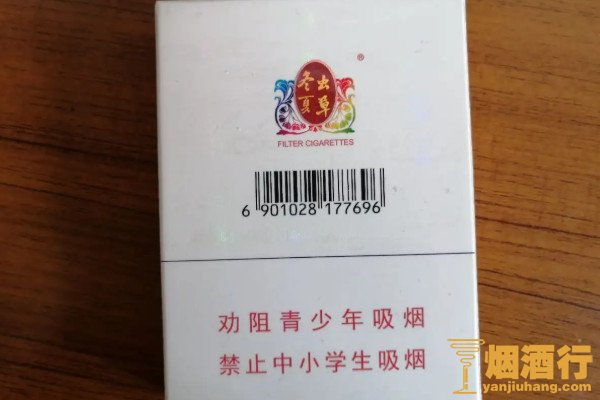 冬虫
夏草
®
FILTER CIGARETTES
6 901028 177696
劝阻青少年吸烟
禁止中小学生吸烟
烟酒行
yanjiuhang.com